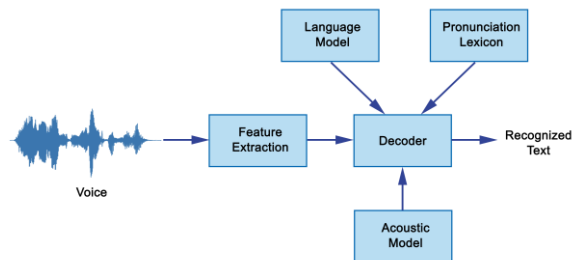 Language
Model
Pronunciation
Lexicon
Feature
Extraction
Decoder
Recognized
Text
Voice
Acoustic
Model